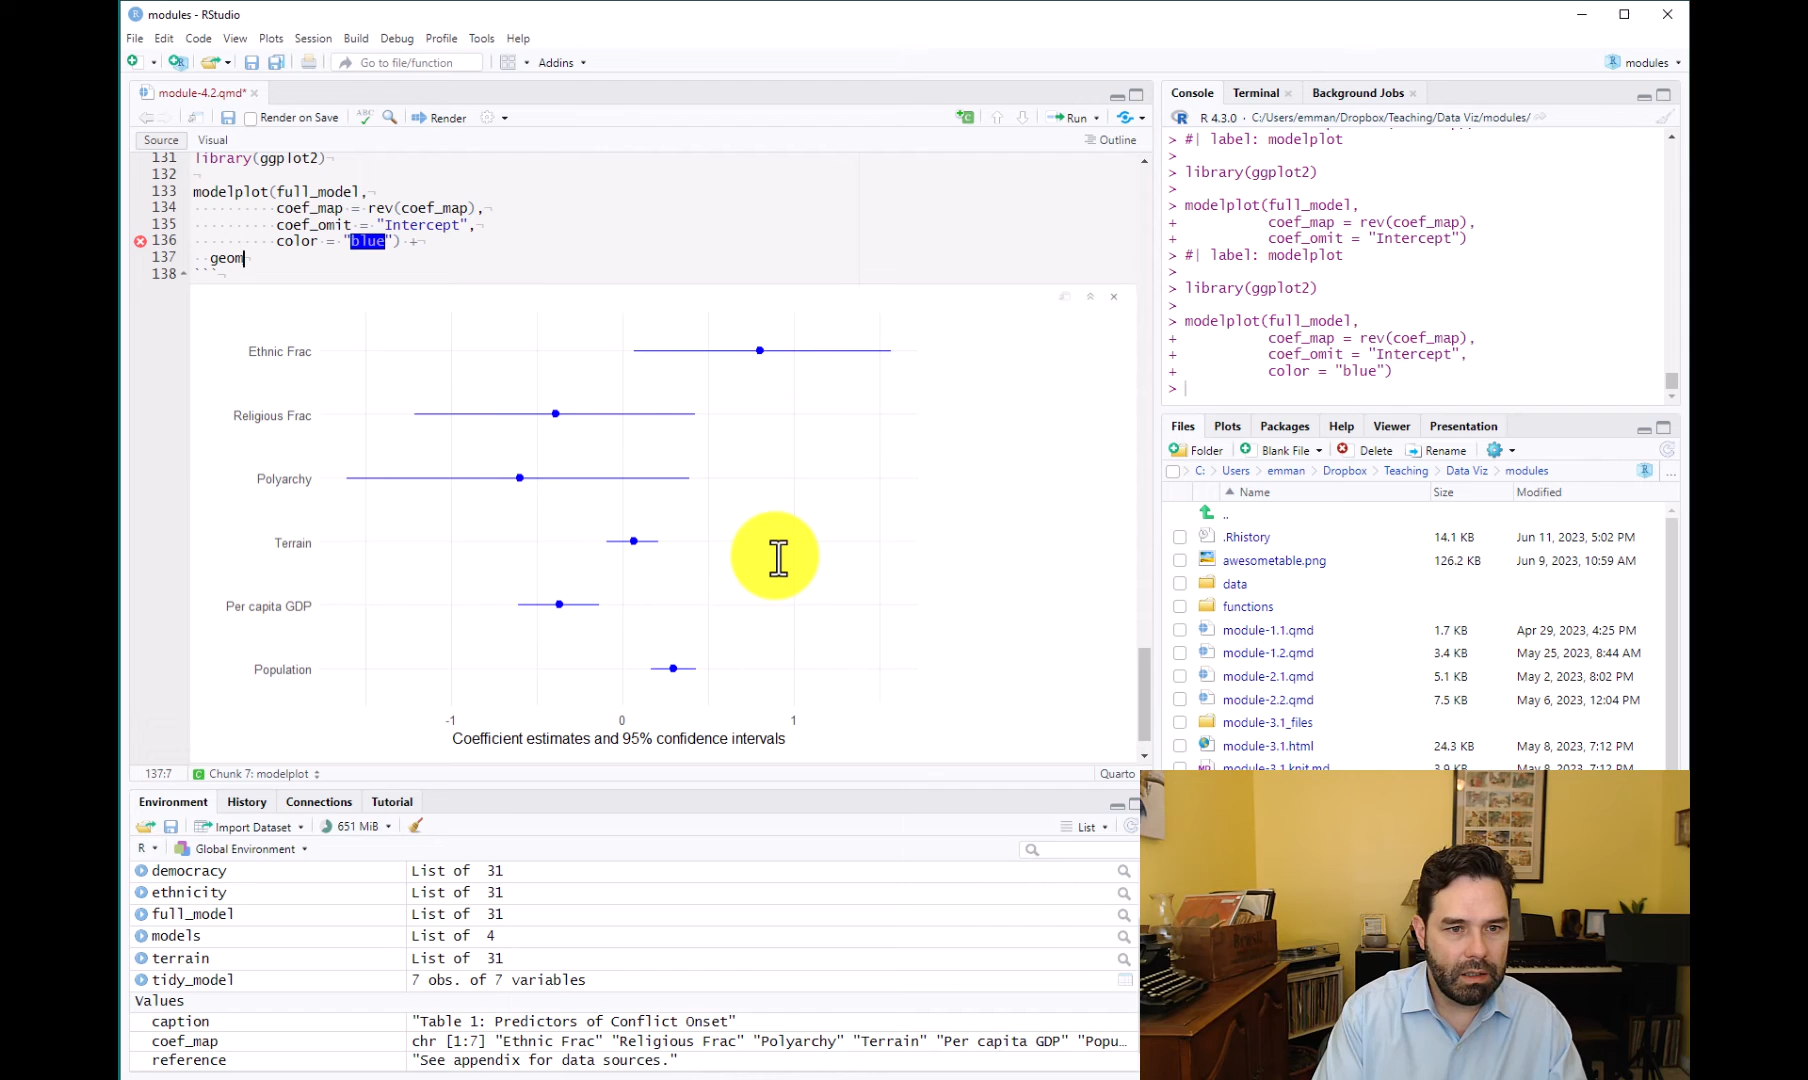 modules - RStudio
File Edit Code View Plots Session Build Debug Profile Tools Help
Go to file/function
Addins
modules
module-4.2.qmd*
Render on Save
Render
Run
Source
Visual
Outline
131 library(ggplot2)
132
133 modelplot(full_model,
134 coef_map = rev(coef_map),
135 coef_omit = "Intercept",
136 color = "blue") +
137 geom
138 ```
Ethnic Frac
Religious Frac
Polyarchy
Terrain
Per capita GDP
Population
-1 0 1
Coefficient estimates and 95% confidence intervals
137:7 Chunk 7: modelplot Quarto
Console Terminal Background Jobs
R 4.3.0 · C:/Users/emman/Dropbox/Teaching/Data Viz/modules/
> #| label: modelplot
>
> library(ggplot2)
>
> modelplot(full_model,
+ coef_map = rev(coef_map),
+ coef_omit = "Intercept")
> #| label: modelplot
>
> library(ggplot2)
>
> modelplot(full_model,
+ coef_map = rev(coef_map),
+ coef_omit = "Intercept",
+ color = "blue")
>
Files Plots Packages Help Viewer Presentation
Folder Blank File Delete Rename
C: Users emman Dropbox Teaching Data Viz modules ...
Name Size Modified
..
.Rhistory 14.1 KB Jun 11, 2023, 5:02 PM
awesometable.png 126.2 KB Jun 9, 2023, 10:59 AM
data
functions
module-1.1.qmd 1.7 KB Apr 29, 2023, 4:25 PM
module-1.2.qmd 3.4 KB May 25, 2023, 8:44 AM
module-2.1.qmd 5.1 KB May 2, 2023, 8:02 PM
module-2.2.qmd 7.5 KB May 6, 2023, 12:04 PM
module-3.1_files
module-3.1.html 24.3 KB May 8, 2023, 7:12 PM
module-3.1.knit.md 3.9 KB May 8, 2023, 7:12 PM
Environment History Connections Tutorial
Import Dataset 651 MiB List
R Global Environment
democracy List of 31
ethnicity List of 31
full_model List of 31
models List of 4
terrain List of 31
tidy_model 7 obs. of 7 variables
Values
caption "Table 1: Predictors of Conflict Onset"
coef_map chr [1:7] "Ethnic Frac" "Religious Frac" "Polyarchy" "Terrain" "Per capita GDP" "Popu...
reference "See appendix for data sources."